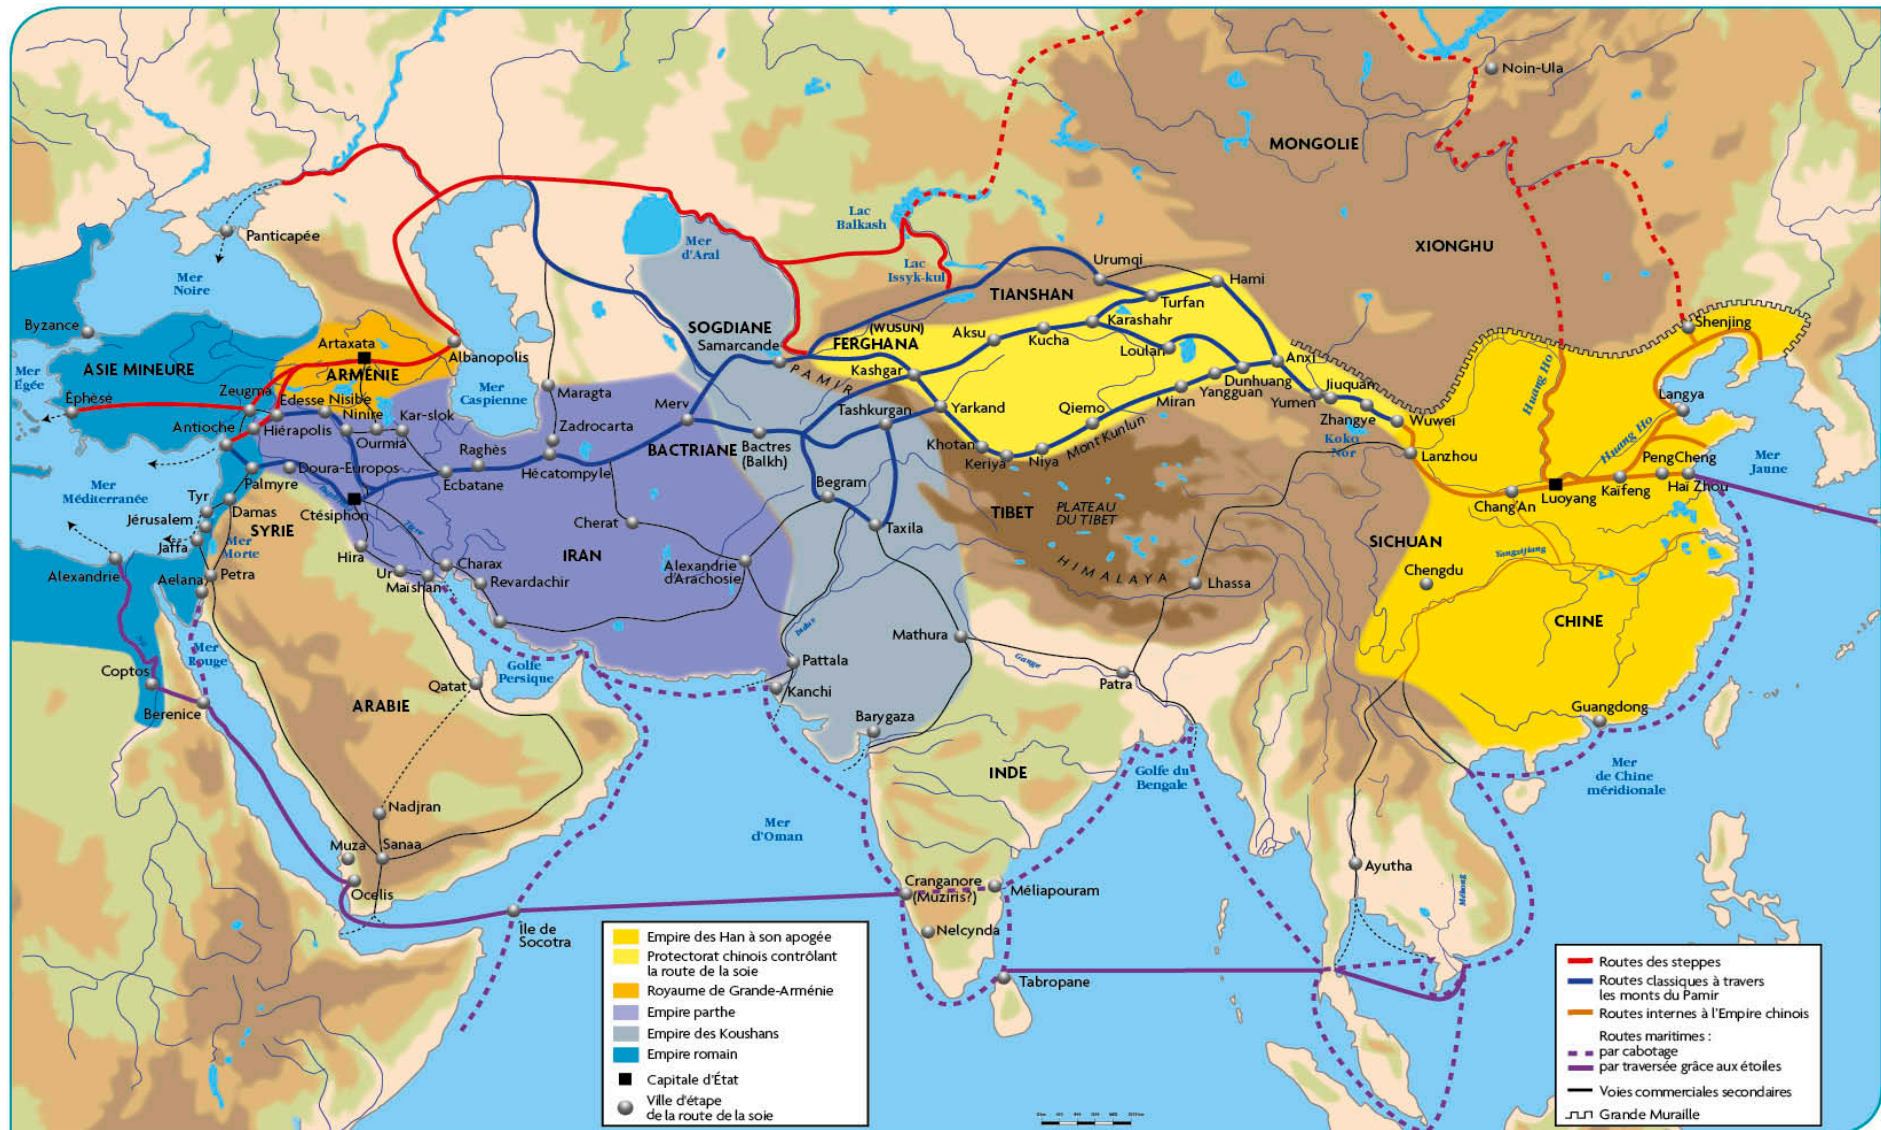 Noin-Ula
MONGOLIE
XIONGHU
Lac
Balkash
Lac
Issyk-kul
Mer
d'Aral
Panticapée
Mer
Noire
Byzance
ASIE MINEURE
Mer
Égée
Éphèse
Artaxata
ARMÉNIE
Albanopolis
Mer
Caspienne
Zeugma
Edesse
Nisibe
Ninire
Kar-slok
Antioche
Hiérapolis
Ourmia
Maragta
Zadrocarta
Raghès
Hécatompyle
Ecbatane
Doura-Europos
Palmyre
Ctésiphon
Mer
Méditerranée
Tyr
Damas
Jérusalem
SYRIE
Jaffa
Mer
Morte
Alexandrie
Aelana
Petra
Hira
Ur
Maïshan
Charax
Revardachir
Tigre
Cherat
IRAN
Alexandrie
d'Arachosie
Merv
BACTRIANE
Bactres
(Balkh)
SOGDIANE
Samarcande
TIANSHAN
(WUSUN)
FERGHANA
PAMIR
Kashgar
Tashkurgan
Yarkand
Begram
Taxila
Urumqi
Hami
Turfan
Karashahr
Aksu
Kucha
Loulan
Khotan
Keriya
Niya
Qiemo
Miran
Yangguan
Dunhuang
Mont Kunlun
Anxi
Yumen
Jiuquan
Zhangye
Wuwei
Koko
Nor
Lanzhou
Shenjing
Huang Ho
Huang Ho
Langya
PengCheng
Mer
Jaune
Kaïfeng
Hai Zhou
Luoyang
Chang'An
TIBET
PLATEAU
DU TIBET
HIMALAYA
Lhassa
SICHUAN
Chengdu
Yangzijiang
CHINE
Guangdong
Mer
de Chine
méridionale
Mathura
Gange
Patra
Indus
Pattala
Kanchi
Barygaza
INDE
Golfe du
Bengale
Nil
Coptos
Mer
Rouge
Berenice
ARABIE
Qatat
Golfe
Persique
Nadjran
Muza
Sanaa
Ocelis
Mer
d'Oman
Île de
Socotra
Cranganore
(Muziris?)
Méliapouram
Nelcynda
Tabropane
Ayutha
Mékong
Empire des Han à son apogée
Protectorat chinois contrôlant
la route de la soie
Royaume de Grande-Arménie
Empire parthe
Empire des Koushans
Empire romain
Capitale d'État
Ville d'étape
de la route de la soie
Routes des steppes
Routes classiques à travers
les monts du Pamir
Routes internes à l'Empire chinois
Routes maritimes :
par cabotage
par traversée grâce aux étoiles
Voies commerciales secondaires
Grande Muraille